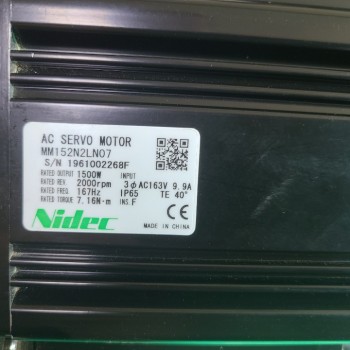 AC SERVO MOTOR
MM152N2LN07
S/N 1961002268F
RATED OUTPUT 1500W INPUT
RATED REV. 2000rpm 3φAC163V 9.9A
RATED FREQ. 167Hz IP65 TE 40°
RATED TORQUE 7.16N·m INS.F
Nidec
CE
MADE IN CHINA